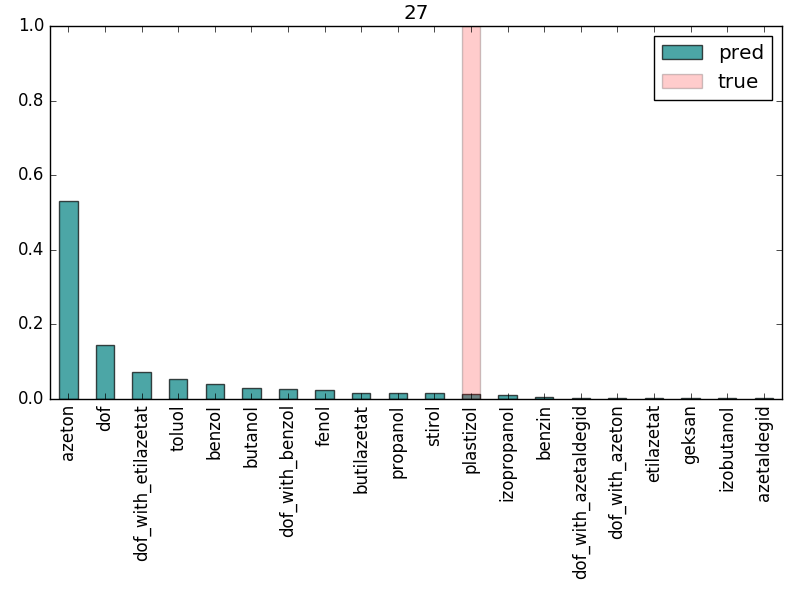 27
1.0
0.8
0.6
0.4
0.2
0.0
pred
true
azeton
dof
dof_with_etilazetat
toluol
benzol
butanol
dof_with_benzol
fenol
butilazetat
propanol
stirol
plastizol
izopropanol
benzin
dof_with_azetaldegid
dof_with_azeton
etilazetat
geksan
izobutanol
azetaldegid